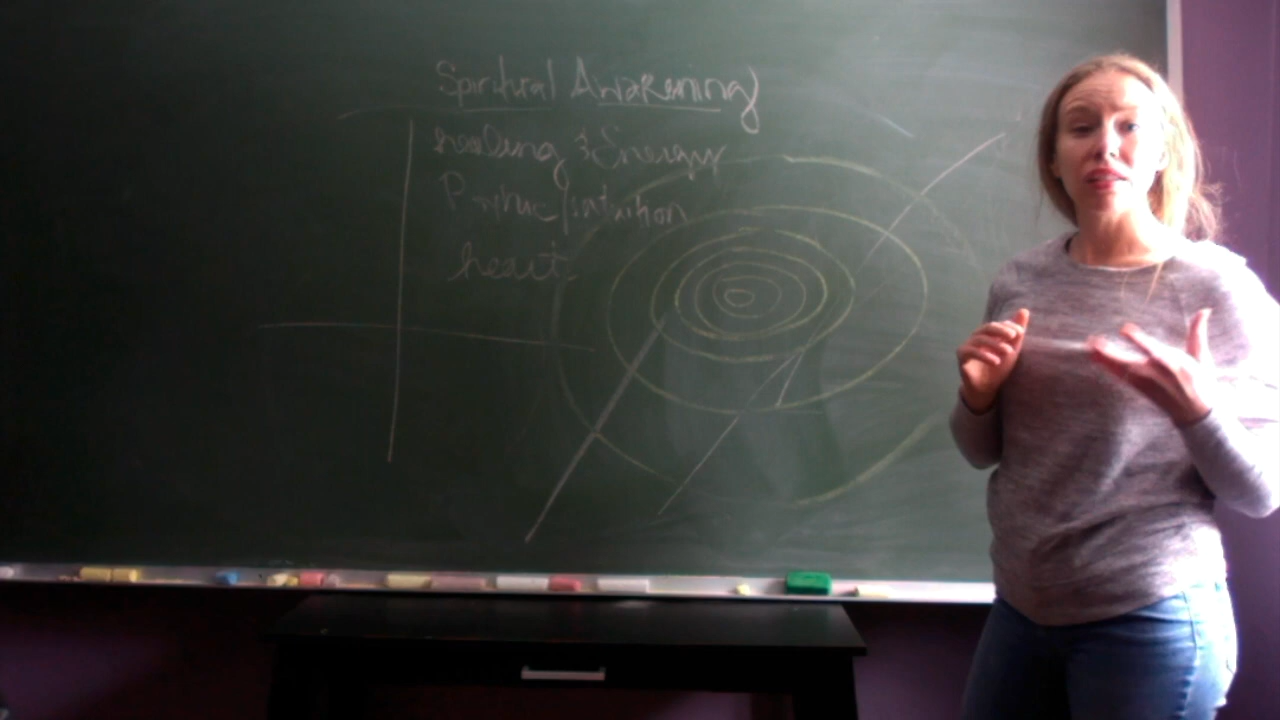 Spiritual Awakening
healing & Energy
Psychic/intuition
heart